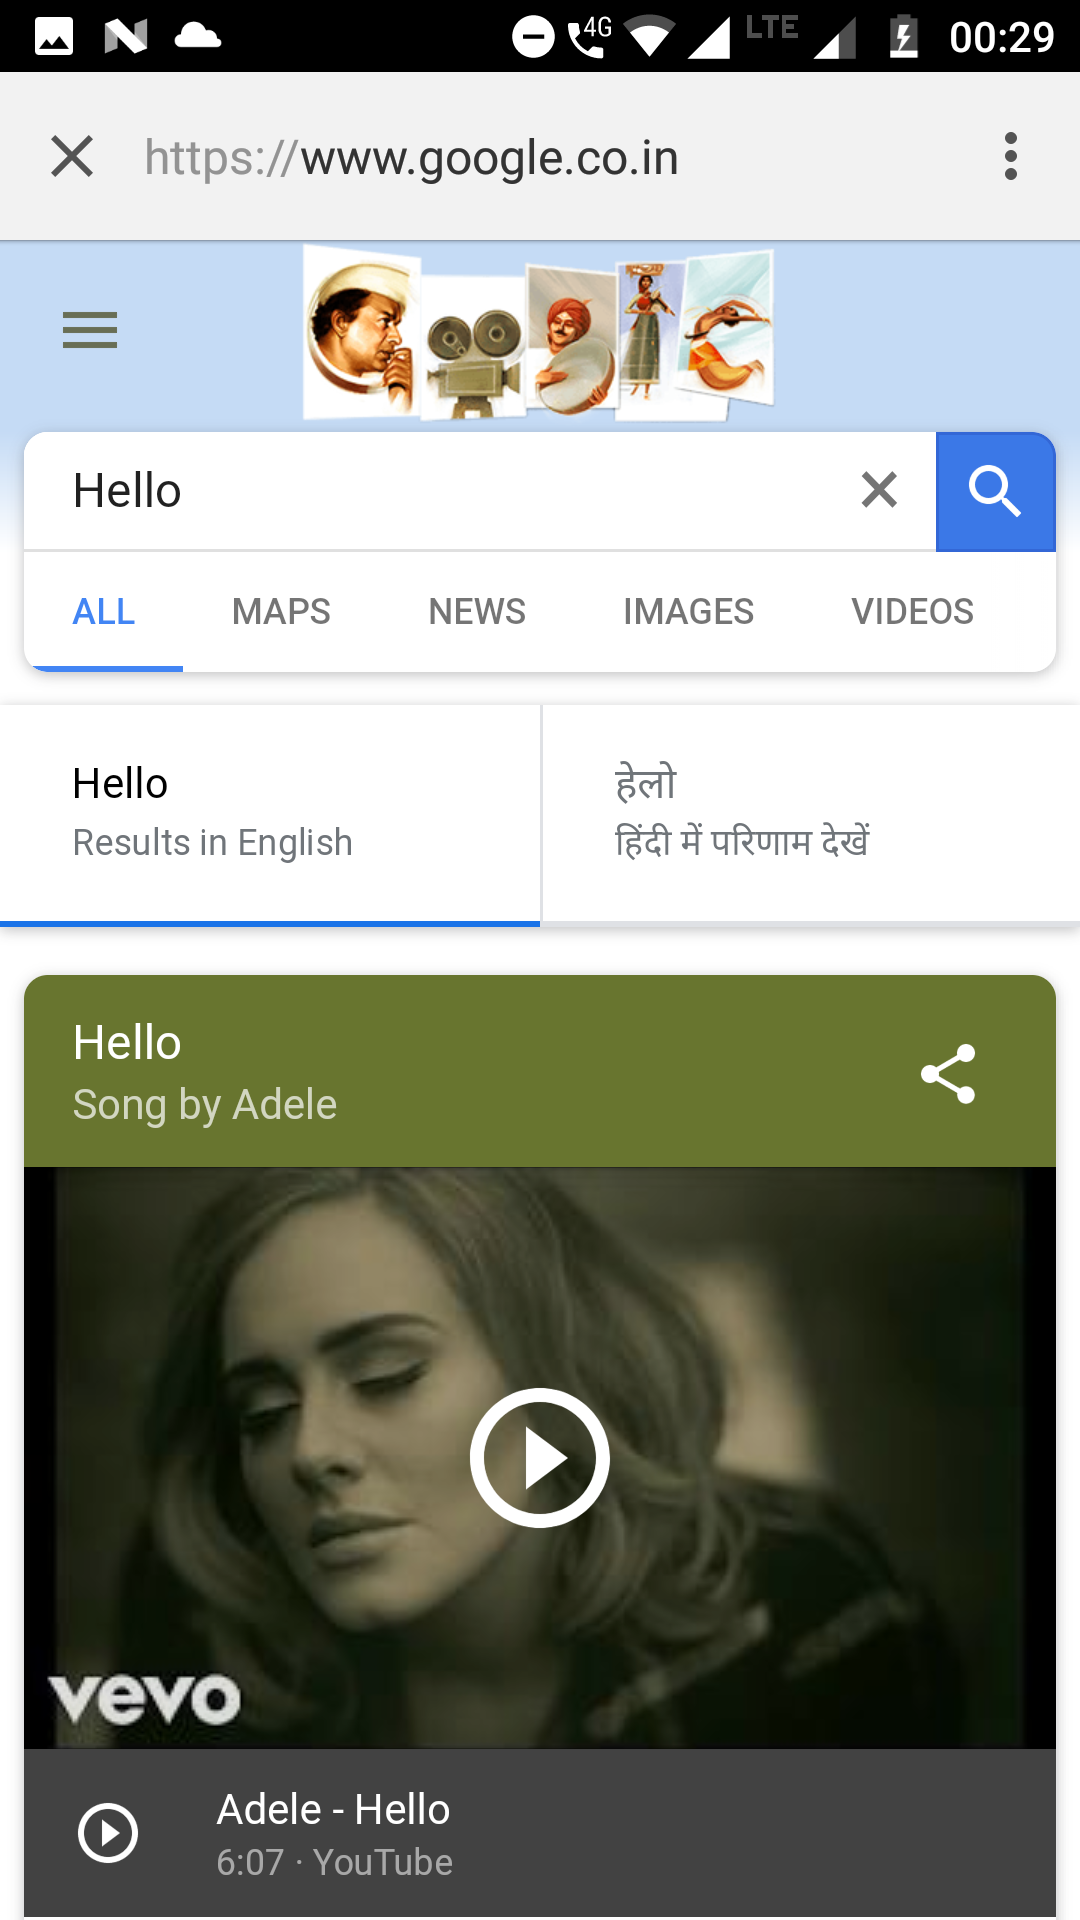 4G LTE 00:29
https://www.google.co.in
Hello
ALL MAPS NEWS IMAGES VIDEOS
Hello
Results in English
हेलो
हिंदी में परिणाम देखें
Hello
Song by Adele
vevo
Adele - Hello
6:07 · YouTube